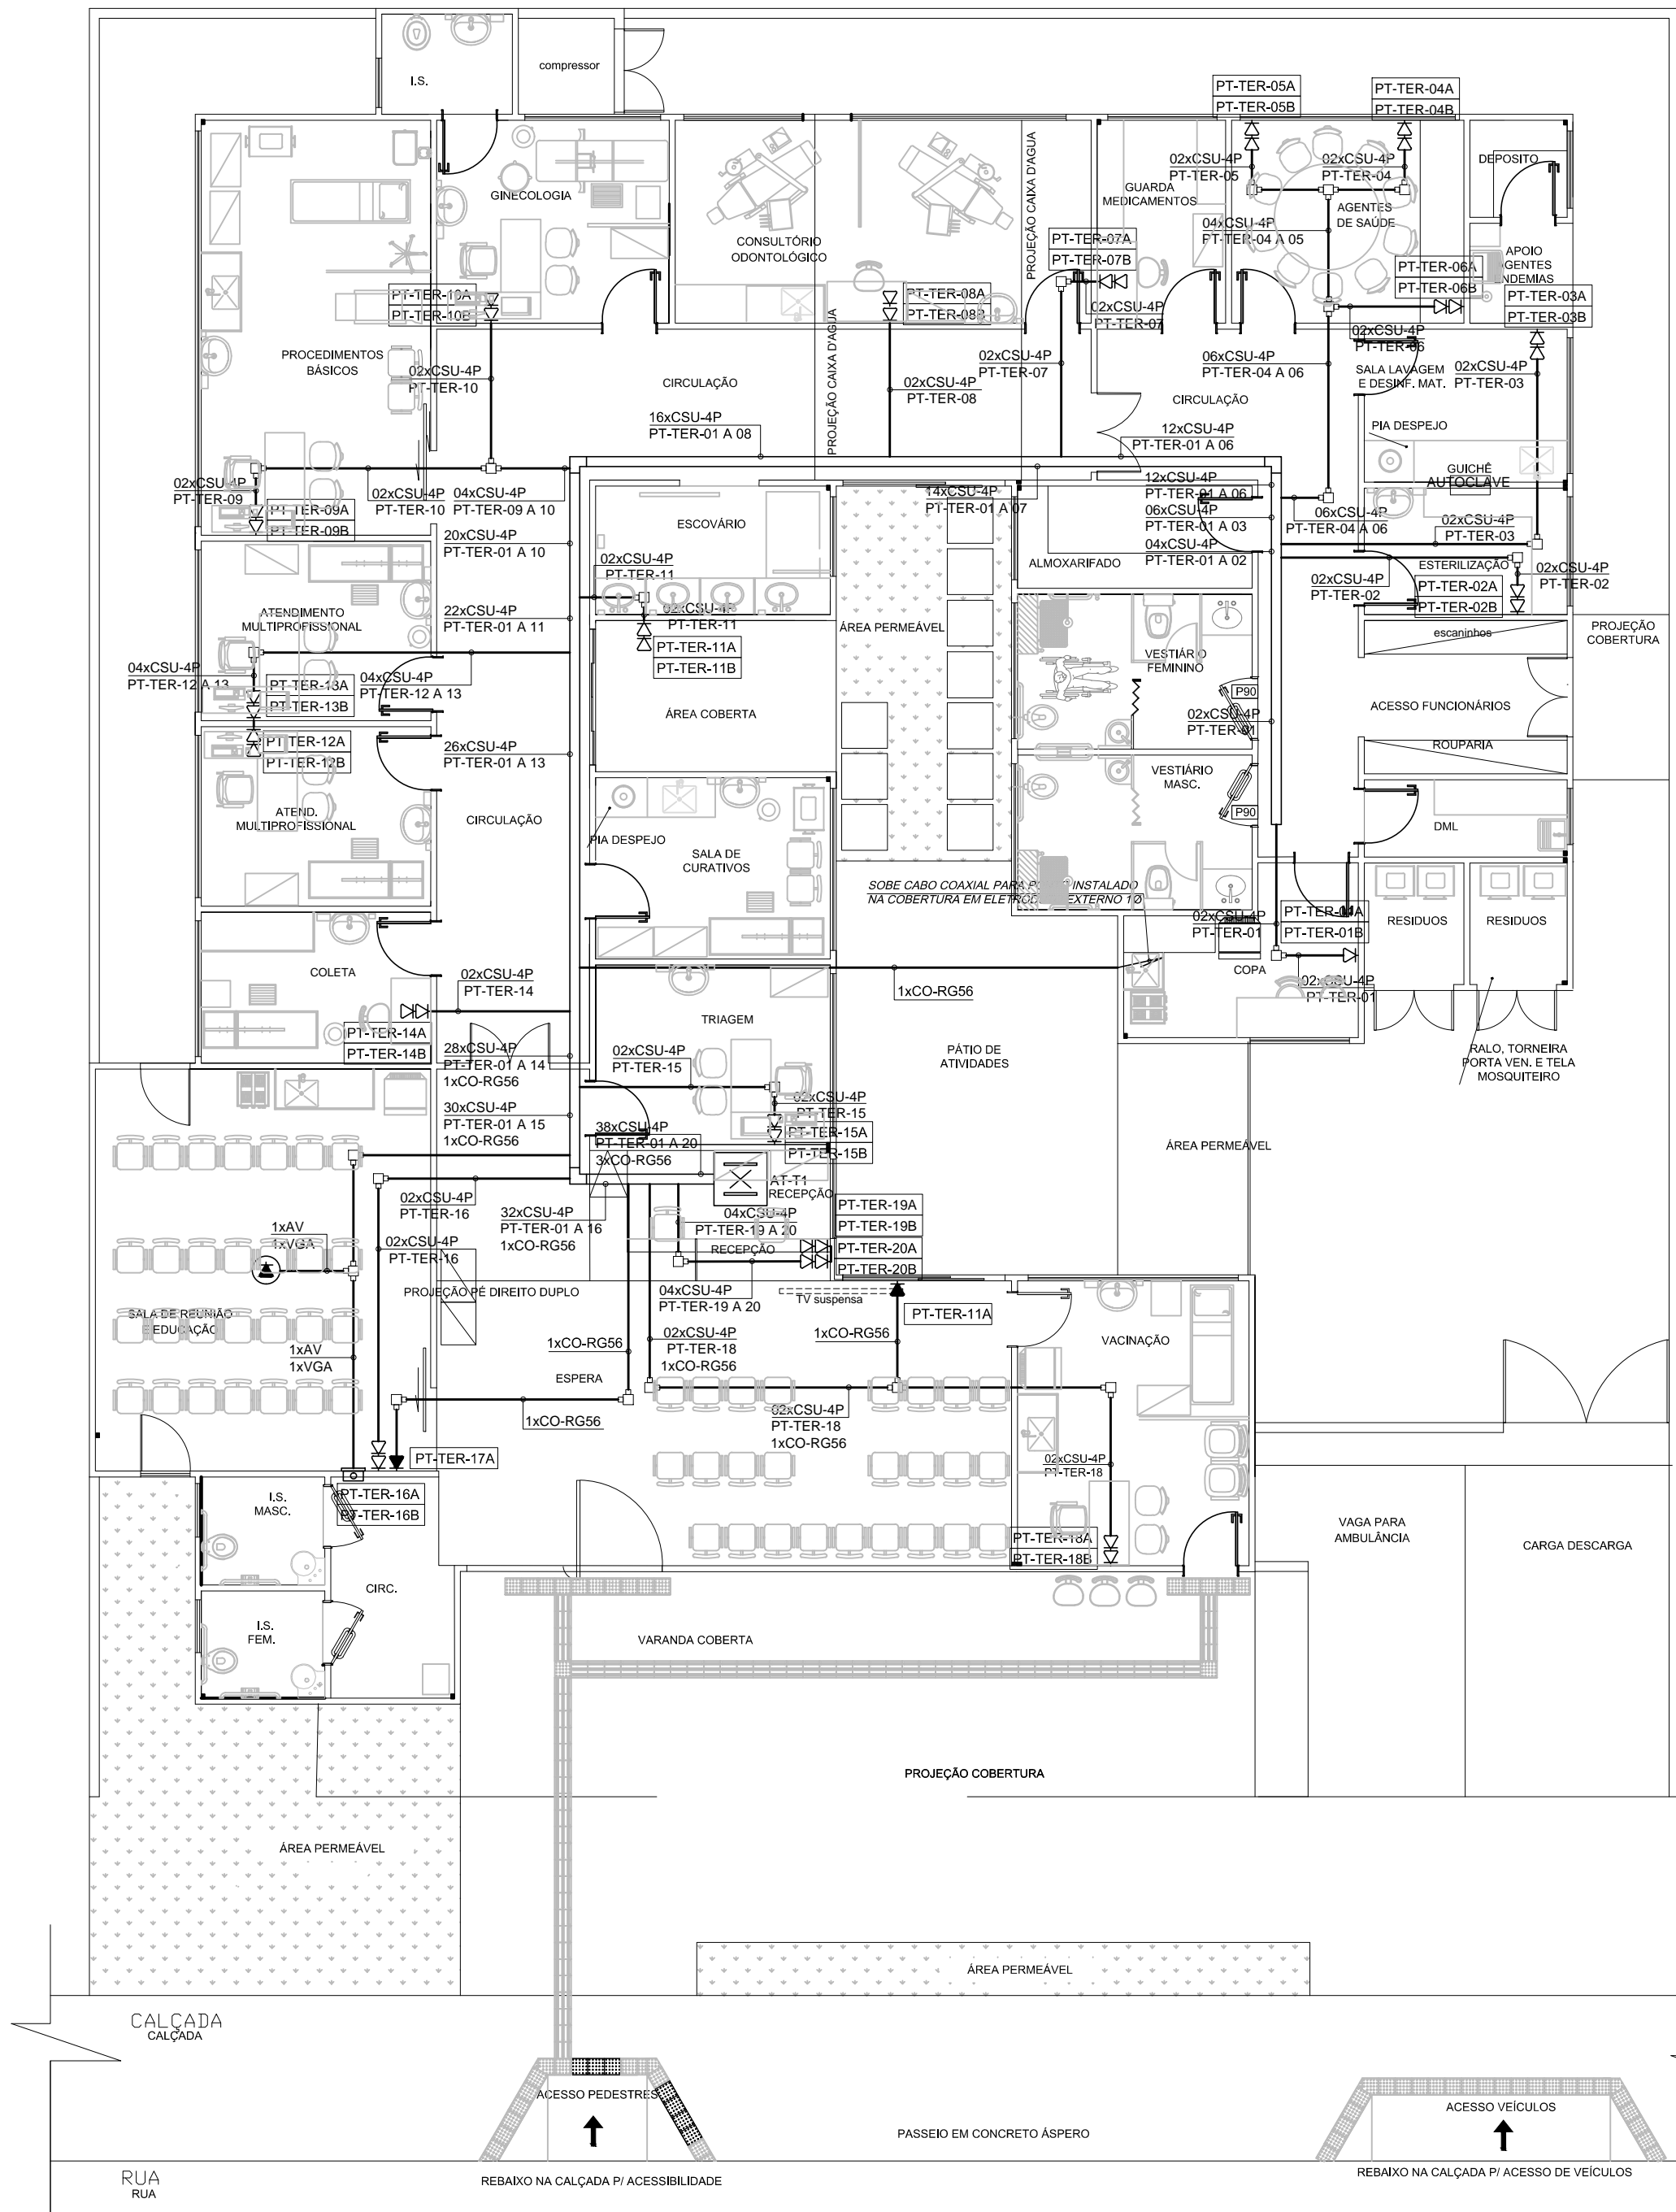 I.S.
compressor
PT-TER-05A
PT-TER-05B
PT-TER-04A
PT-TER-04B
GINECOLOGIA
CONSULTÓRIO
ODONTOLÓGICO
PROJEÇÃO CAIXA D'AGUA
GUARDA
MEDICAMENTOS
02xCSU-4P
PT-TER-05
02xCSU-4P
PT-TER-04
AGENTES
DE SAÚDE
04xCSU-4P
PT-TER-04 A 05
DEPOSITO
APOIO
AGENTES
ENDEMIAS
PT-TER-07A
PT-TER-07B
02xCSU-4P
PT-TER-07
PT-TER-06A
PT-TER-06B
02xCSU-4P
PT-TER-06
PT-TER-03A
PT-TER-03B
PT-TER-10A
PT-TER-10B
PT-TER-08A
PT-TER-08B
PROCEDIMENTOS
BÁSICOS
02xCSU-4P
PT-TER-10
CIRCULAÇÃO
PROJEÇÃO CAIXA D'AGUA
02xCSU-4P
PT-TER-08
02xCSU-4P
PT-TER-07
06xCSU-4P
PT-TER-04 A 06
CIRCULAÇÃO
SALA LAVAGEM
E DESINF. MAT.
02xCSU-4P
PT-TER-03
16xCSU-4P
PT-TER-01 A 08
12xCSU-4P
PT-TER-01 A 06
PIA DESPEJO
GUICHÊ
AUTOCLAVE
02xCSU-4P
PT-TER-09
02xCSU-4P
PT-TER-10
04xCSU-4P
PT-TER-09 A 10
PT-TER-09A
PT-TER-09B
ESCOVÁRIO
14xCSU-4P
PT-TER-01 A 07
12xCSU-4P
PT-TER-01 A 06
06xCSU-4P
PT-TER-01 A 03
04xCSU-4P
PT-TER-01 A 02
06xCSU-4P
PT-TER-04 A 06
02xCSU-4P
PT-TER-03
20xCSU-4P
PT-TER-01 A 10
02xCSU-4P
PT-TER-11
ALMOXARIFADO
ESTERILIZAÇÃO
02xCSU-4P
PT-TER-02
02xCSU-4P
PT-TER-02
PT-TER-02A
PT-TER-02B
ATENDIMENTO
MULTIPROFISSIONAL
22xCSU-4P
PT-TER-01 A 11
02xCSU-4P
PT-TER-11
PT-TER-11A
PT-TER-11B
ÁREA PERMEÁVEL
VESTIÁRIO
FEMININO
escaninhos
PROJEÇÃO
COBERTURA
04xCSU-4P
PT-TER-12 A 13
PT-TER-13A
PT-TER-13B
04xCSU-4P
PT-TER-12 A 13
ÁREA COBERTA
P90
02xCSU-4P
PT-TER-01
ACESSO FUNCIONÁRIOS
PT-TER-12A
PT-TER-12B
26xCSU-4P
PT-TER-01 A 13
ROUPARIA
VESTIÁRIO
MASC.
ATEND.
MULTIPROFISSIONAL
CIRCULAÇÃO
PIA DESPEJO
SALA DE
CURATIVOS
P90
DML
SOBE CABO COAXIAL PARA P INSTALADO
NA COBERTURA EM ELETROD EXTERNO 1Ø
02xCSU-4P
PT-TER-01
PT-TER-01A
PT-TER-01B
RESIDUOS
RESIDUOS
COLETA
02xCSU-4P
PT-TER-14
COPA
1xCO-RG56
02xCSU-4P
PT-TER-01
TRIAGEM
PT-TER-14A
PT-TER-14B
28xCSU-4P
PT-TER-01 A 14
1xCO-RG56
02xCSU-4P
PT-TER-15
PÁTIO DE
ATIVIDADES
RALO, TORNEIRA
PORTA VEN. E TELA
MOSQUITEIRO
30xCSU-4P
PT-TER-01 A 15
1xCO-RG56
02xCSU-4P
PT-TER-15
38xCSU-4P
PT-TER-01 A 20
3xCO-RG56
PT-TER-15A
PT-TER-15B
ÁREA PERMEÁVEL
AT-T1
RECEPÇÃO
02xCSU-4P
PT-TER-16
32xCSU-4P
PT-TER-01 A 16
1xCO-RG56
04xCSU-4P
PT-TER-19 A 20
PT-TER-19A
PT-TER-19B
PT-TER-20A
PT-TER-20B
1xAV
1xVGA
02xCSU-4P
PT-TER-16
RECEPÇÃO
PROJEÇÃO PÉ DIREITO DUPLO
04xCSU-4P
PT-TER-19 A 20
TV suspensa
PT-TER-11A
SALA DE REUNIÃO
E EDUCAÇÃO
1xAV
1xVGA
1xCO-RG56
02xCSU-4P
PT-TER-18
1xCO-RG56
1xCO-RG56
VACINAÇÃO
ESPERA
1xCO-RG56
02xCSU-4P
PT-TER-18
1xCO-RG56
PT-TER-17A
02xCSU-4P
PT-TER-18
PT-TER-16A
PT-TER-16B
I.S.
MASC.
PT-TER-18A
PT-TER-18B
VAGA PARA
AMBULÂNCIA
CARGA DESCARGA
CIRC.
I.S.
FEM.
VARANDA COBERTA
PROJEÇÃO COBERTURA
ÁREA PERMEÁVEL
ÁREA PERMEÁVEL
CALÇADA
CALÇADA
ACESSO PEDESTRES
ACESSO VEÍCULOS
PASSEIO EM CONCRETO ÁSPERO
RUA
RUA
REBAIXO NA CALÇADA P/ ACESSIBILIDADE
REBAIXO NA CALÇADA P/ ACESSO DE VEÍCULOS